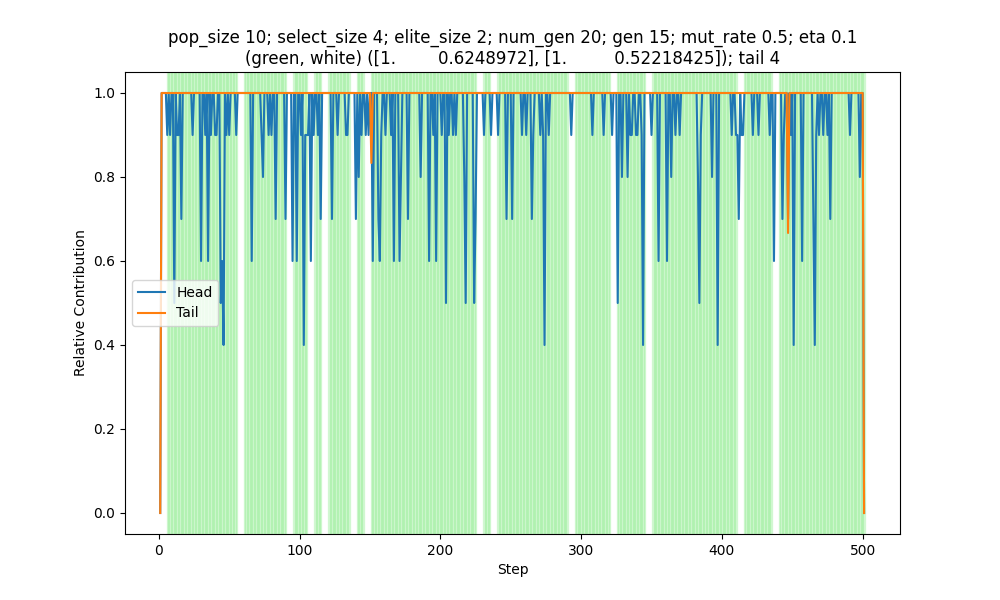 pop_size 10; select_size 4; elite_size 2; num_gen 20; gen 15; mut_rate 0.5; eta 0.1
(green, white) ([1. 0.6248972], [1. 0.52218425]); tail 4
1.0
0.8
0.6
0.4
0.2
0.0
Relative Contribution
Head
Tail
0 100 200 300 400 500
Step